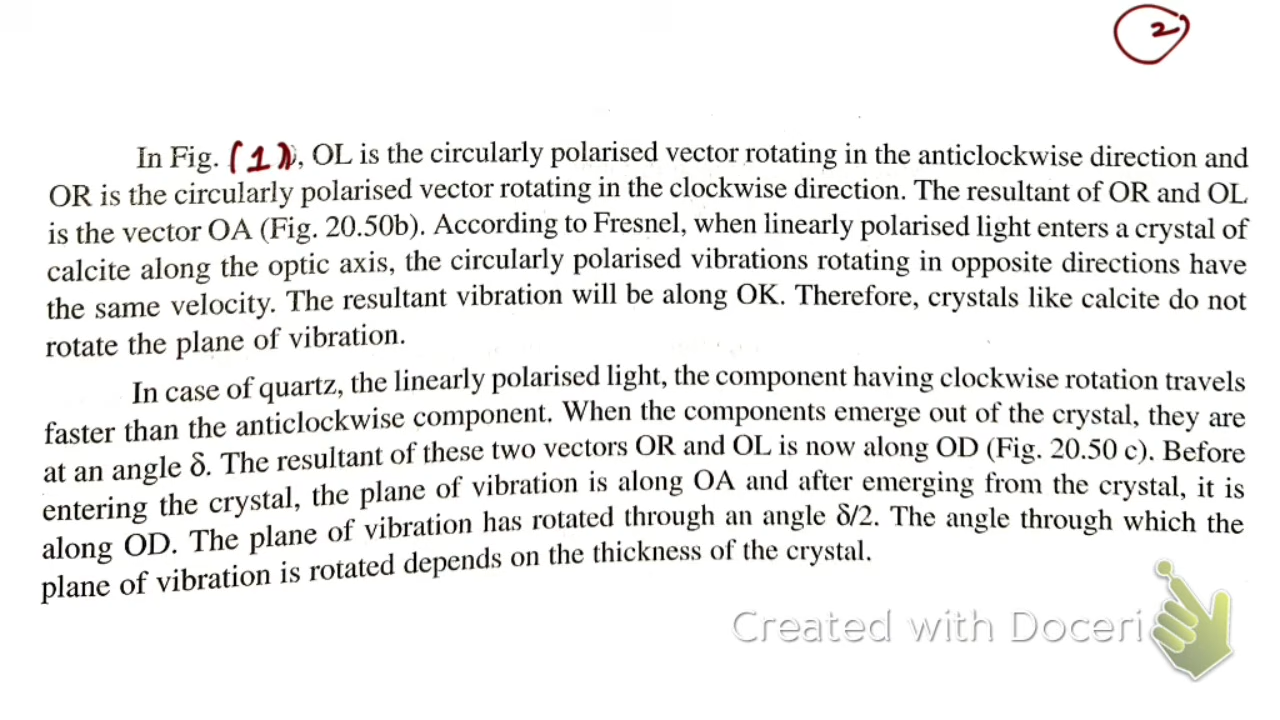 2
In Fig. (1), OL is the circularly polarised vector rotating in the anticlockwise direction and
OR is the circularly polarised vector rotating in the clockwise direction. The resultant of OR and OL
is the vector OA (Fig. 20.50b). According to Fresnel, when linearly polarised light enters a crystal of
calcite along the optic axis, the circularly polarised vibrations rotating in opposite directions have
the same velocity. The resultant vibration will be along OK. Therefore, crystals like calcite do not
rotate the plane of vibration.
In case of quartz, the linearly polarised light, the component having clockwise rotation travels
faster than the anticlockwise component. When the components emerge out of the crystal, they are
at an angle δ. The resultant of these two vectors OR and OL is now along OD (Fig. 20.50 c). Before
entering the crystal, the plane of vibration is along OA and after emerging from the crystal, it is
along OD. The plane of vibration has rotated through an angle δ/2. The angle through which the
plane of vibration is rotated depends on the thickness of the crystal.
Created with Doceri